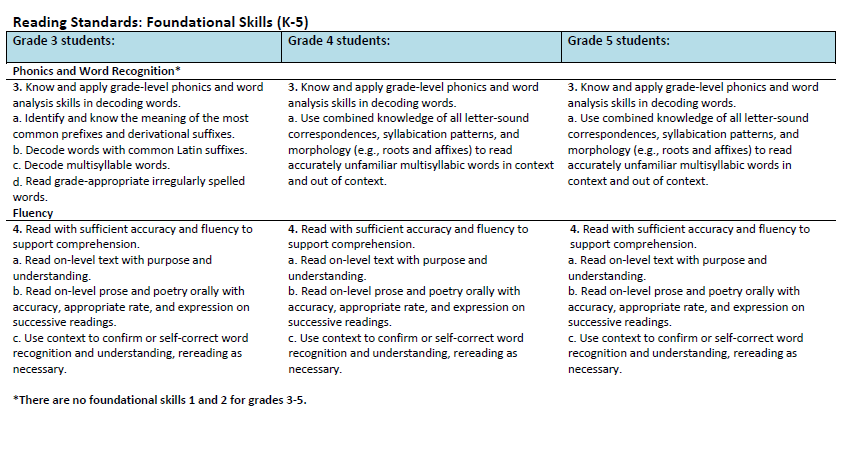 Reading Standards: Foundational Skills (K-5)
Grade 3 students:
Grade 4 students:
Grade 5 students:
Phonics and Word Recognition*
3. Know and apply grade-level phonics and word
analysis skills in decoding words.
a. Identify and know the meaning of the most
common prefixes and derivational suffixes.
b. Decode words with common Latin suffixes.
c. Decode multisyllable words.
d. Read grade-appropriate irregularly spelled
words.
3. Know and apply grade-level phonics and word
analysis skills in decoding words.
a. Use combined knowledge of all letter-sound
correspondences, syllabication patterns, and
morphology (e.g., roots and affixes) to read
accurately unfamiliar multisyllabic words in context
and out of context.
3. Know and apply grade-level phonics and word
analysis skills in decoding words.
a. Use combined knowledge of all letter-sound
correspondences, syllabication patterns, and
morphology (e.g., roots and affixes) to read
accurately unfamiliar multisyllabic words in
context and out of context.
Fluency
4. Read with sufficient accuracy and fluency to
support comprehension.
a. Read on-level text with purpose and
understanding.
b. Read on-level prose and poetry orally with
accuracy, appropriate rate, and expression on
successive readings.
c. Use context to confirm or self-correct word
recognition and understanding, rereading as
necessary.
4. Read with sufficient accuracy and fluency to
support comprehension.
a. Read on-level text with purpose and
understanding.
b. Read on-level prose and poetry orally with
accuracy, appropriate rate, and expression on
successive readings.
c. Use context to confirm or self-correct word
recognition and understanding, rereading as
necessary.
4. Read with sufficient accuracy and fluency to
support comprehension.
a. Read on-level text with purpose and
understanding.
b. Read on-level prose and poetry orally with
accuracy, appropriate rate, and expression on
successive readings.
c. Use context to confirm or self-correct word
recognition and understanding, rereading as
necessary.
*There are no foundational skills 1 and 2 for grades 3-5.